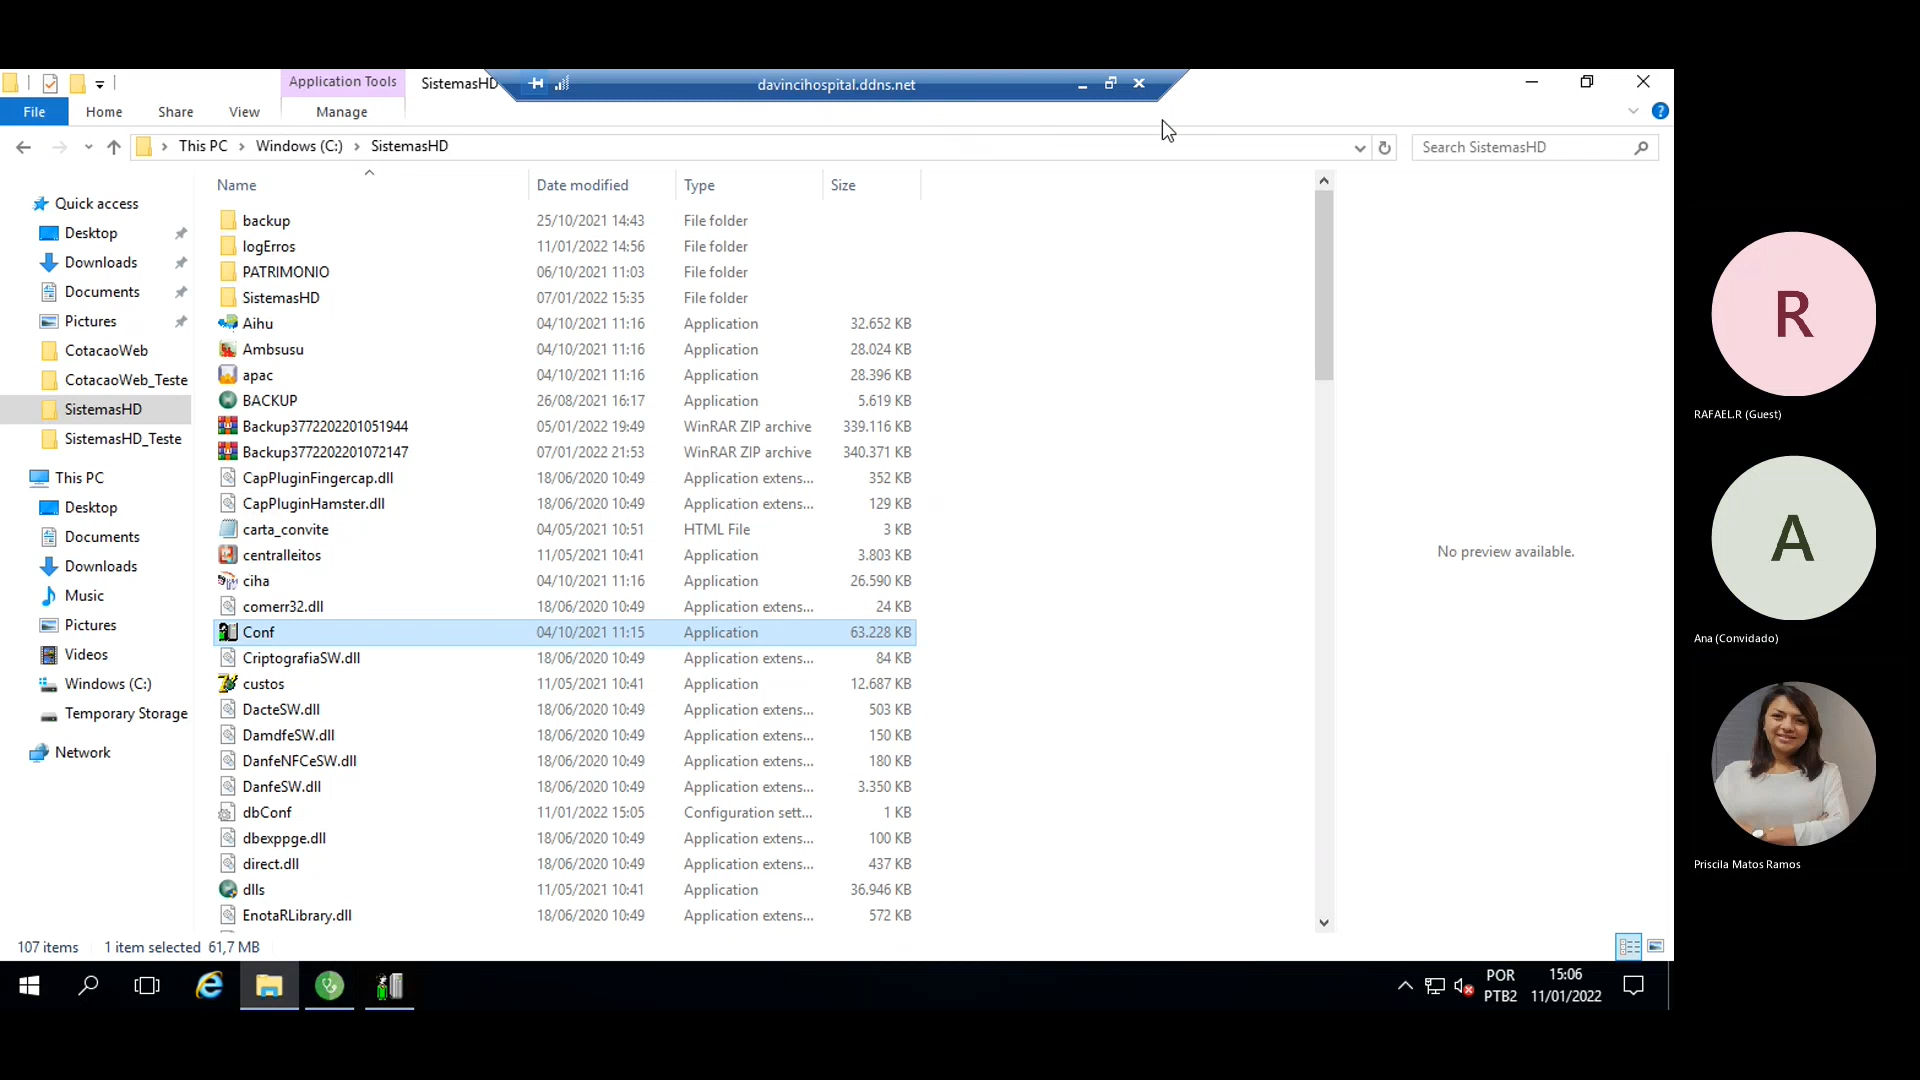 Application Tools
SistemasHD
davincihospital.ddns.net
File
Home
Share
View
Manage
This PC
Windows (C:)
SistemasHD
Search SistemasHD
Name
Date modified
Type
Size
Quick access
Desktop
Downloads
Documents
Pictures
CotacaoWeb
CotacaoWeb_Teste
SistemasHD
SistemasHD_Teste
This PC
Desktop
Documents
Downloads
Music
Pictures
Videos
Windows (C:)
Temporary Storage
Network
backup 25/10/2021 14:43 File folder
logErros 11/01/2022 14:56 File folder
PATRIMONIO 06/10/2021 11:03 File folder
SistemasHD 07/01/2022 15:35 File folder
Aihu 04/10/2021 11:16 Application 32.652 KB
Ambsusu 04/10/2021 11:16 Application 28.024 KB
apac 04/10/2021 11:16 Application 28.396 KB
BACKUP 26/08/2021 16:17 Application 5.619 KB
Backup3772202201051944 05/01/2022 19:49 WinRAR ZIP archive 339.116 KB
Backup3772202201072147 07/01/2022 21:53 WinRAR ZIP archive 340.371 KB
CapPluginFingercap.dll 18/06/2020 10:49 Application extens... 352 KB
CapPluginHamster.dll 18/06/2020 10:49 Application extens... 129 KB
carta_convite 04/05/2021 10:51 HTML File 3 KB
centralleitos 11/05/2021 10:41 Application 3.803 KB
ciha 04/10/2021 11:16 Application 26.590 KB
comerr32.dll 18/06/2020 10:49 Application extens... 24 KB
Conf 04/10/2021 11:15 Application 63.228 KB
CriptografiaSW.dll 18/06/2020 10:49 Application extens... 84 KB
custos 11/05/2021 10:41 Application 12.687 KB
DacteSW.dll 18/06/2020 10:49 Application extens... 503 KB
DamdfeSW.dll 18/06/2020 10:49 Application extens... 150 KB
DanfeNFCeSW.dll 18/06/2020 10:49 Application extens... 180 KB
DanfeSW.dll 18/06/2020 10:49 Application extens... 3.350 KB
dbConf 11/01/2022 15:05 Configuration sett... 1 KB
dbexppge.dll 18/06/2020 10:49 Application extens... 100 KB
direct.dll 18/06/2020 10:49 Application extens... 437 KB
dlls 11/05/2021 10:41 Application 36.946 KB
EnotaRLibrary.dll 18/06/2020 10:49 Application extens... 572 KB
No preview available.
107 items
1 item selected 61,7 MB
POR
PTB2
15:06
11/01/2022
R
RAFAEL.R (Guest)
A
Ana (Convidado)
Priscila Matos Ramos